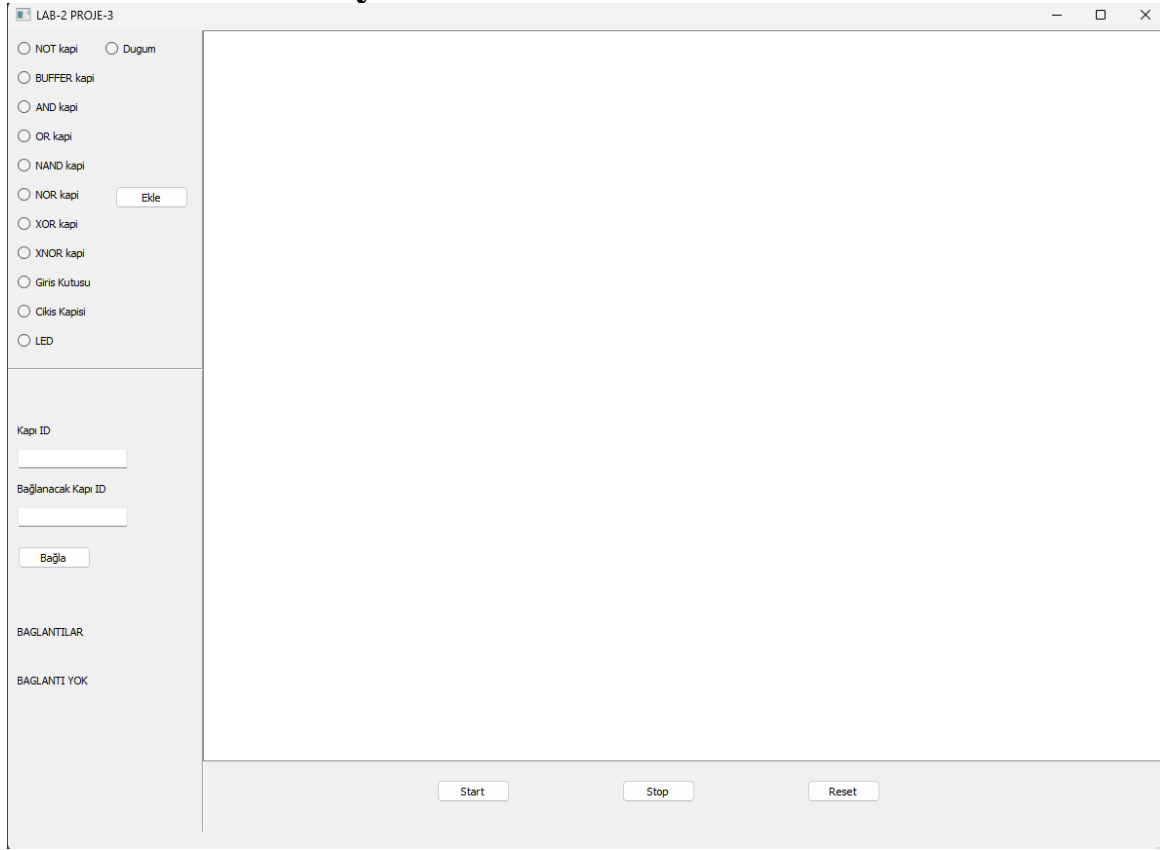 LAB-2 PROJE-3
NOT kapi
Dugum
BUFFER kapi
AND kapi
OR kapi
NAND kapi
NOR kapi
Ekle
XOR kapi
XNOR kapi
Giris Kutusu
Cikis Kapisi
LED
Kapı ID
Bağlanacak Kapı ID
Bağla
BAGLANTILAR
BAGLANTI YOK
Start
Stop
Reset